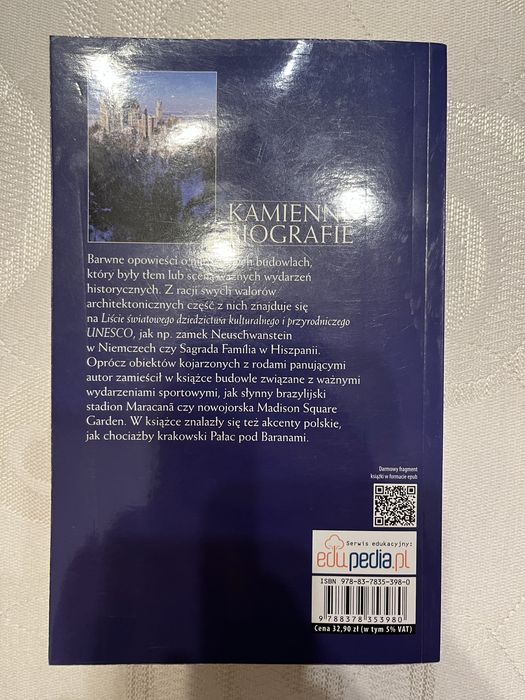 KAMIENNE
BIOGRAFIE
Barwne opowieści o niezwykłych budowlach,
który były tłem lub sceną ważnych wydarzeń
historycznych. Z racji swych walorów
architektonicznych część z nich znajduje się
na Liście światowego dziedzictwa kulturalnego i przyrodniczego
UNESCO, jak np. zamek Neuschwanstein
w Niemczech czy Sagrada Família w Hiszpanii.
Oprócz obiektów kojarzonych z rodami panującymi
autor zamieścił w książce budowle związane z ważnymi
wydarzeniami sportowymi, jak słynny brazylijski
stadion Maracanã czy nowojorska Madison Square
Garden. W książce znalazły się też akcenty polskie,
jak chociażby krakowski Pałac pod Baranami.
Darmowy fragment
książki w formacie epub
Serwis edukacyjny:
edupedia.pl
ISBN 978-83-7835-398-0
9788378353980
Cena 32,90 zł (w tym 5% VAT)